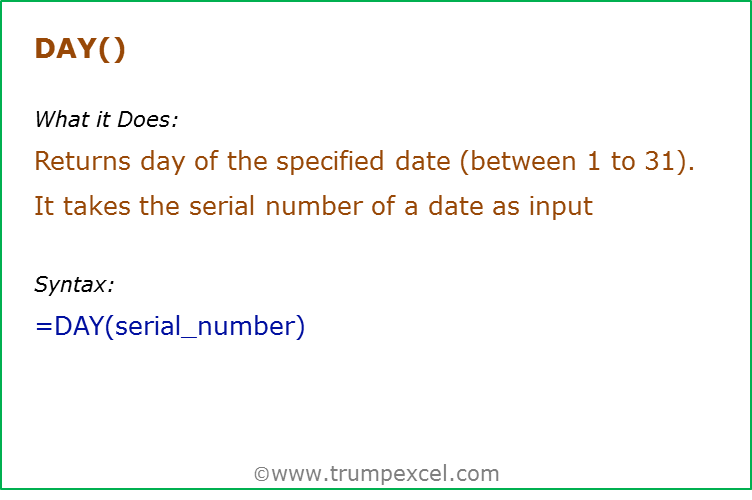 DAY()
What it Does:
Returns day of the specified date (between 1 to 31).
It takes the serial number of a date as input
Syntax:
=DAY(serial_number)
©www.trumpexcel.com